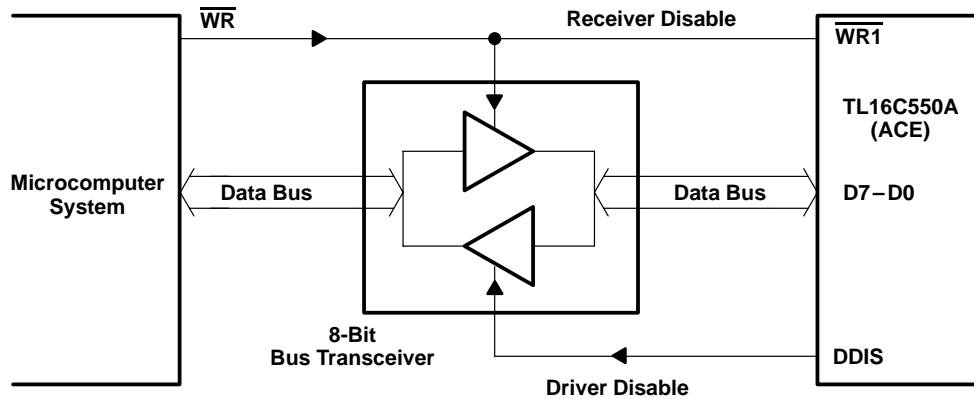 WR
Receiver Disable
WR1
TL16C550A
(ACE)
Microcomputer
System
Data Bus
Data Bus
D7–D0
8-Bit
Bus Transceiver
DDIS
Driver Disable